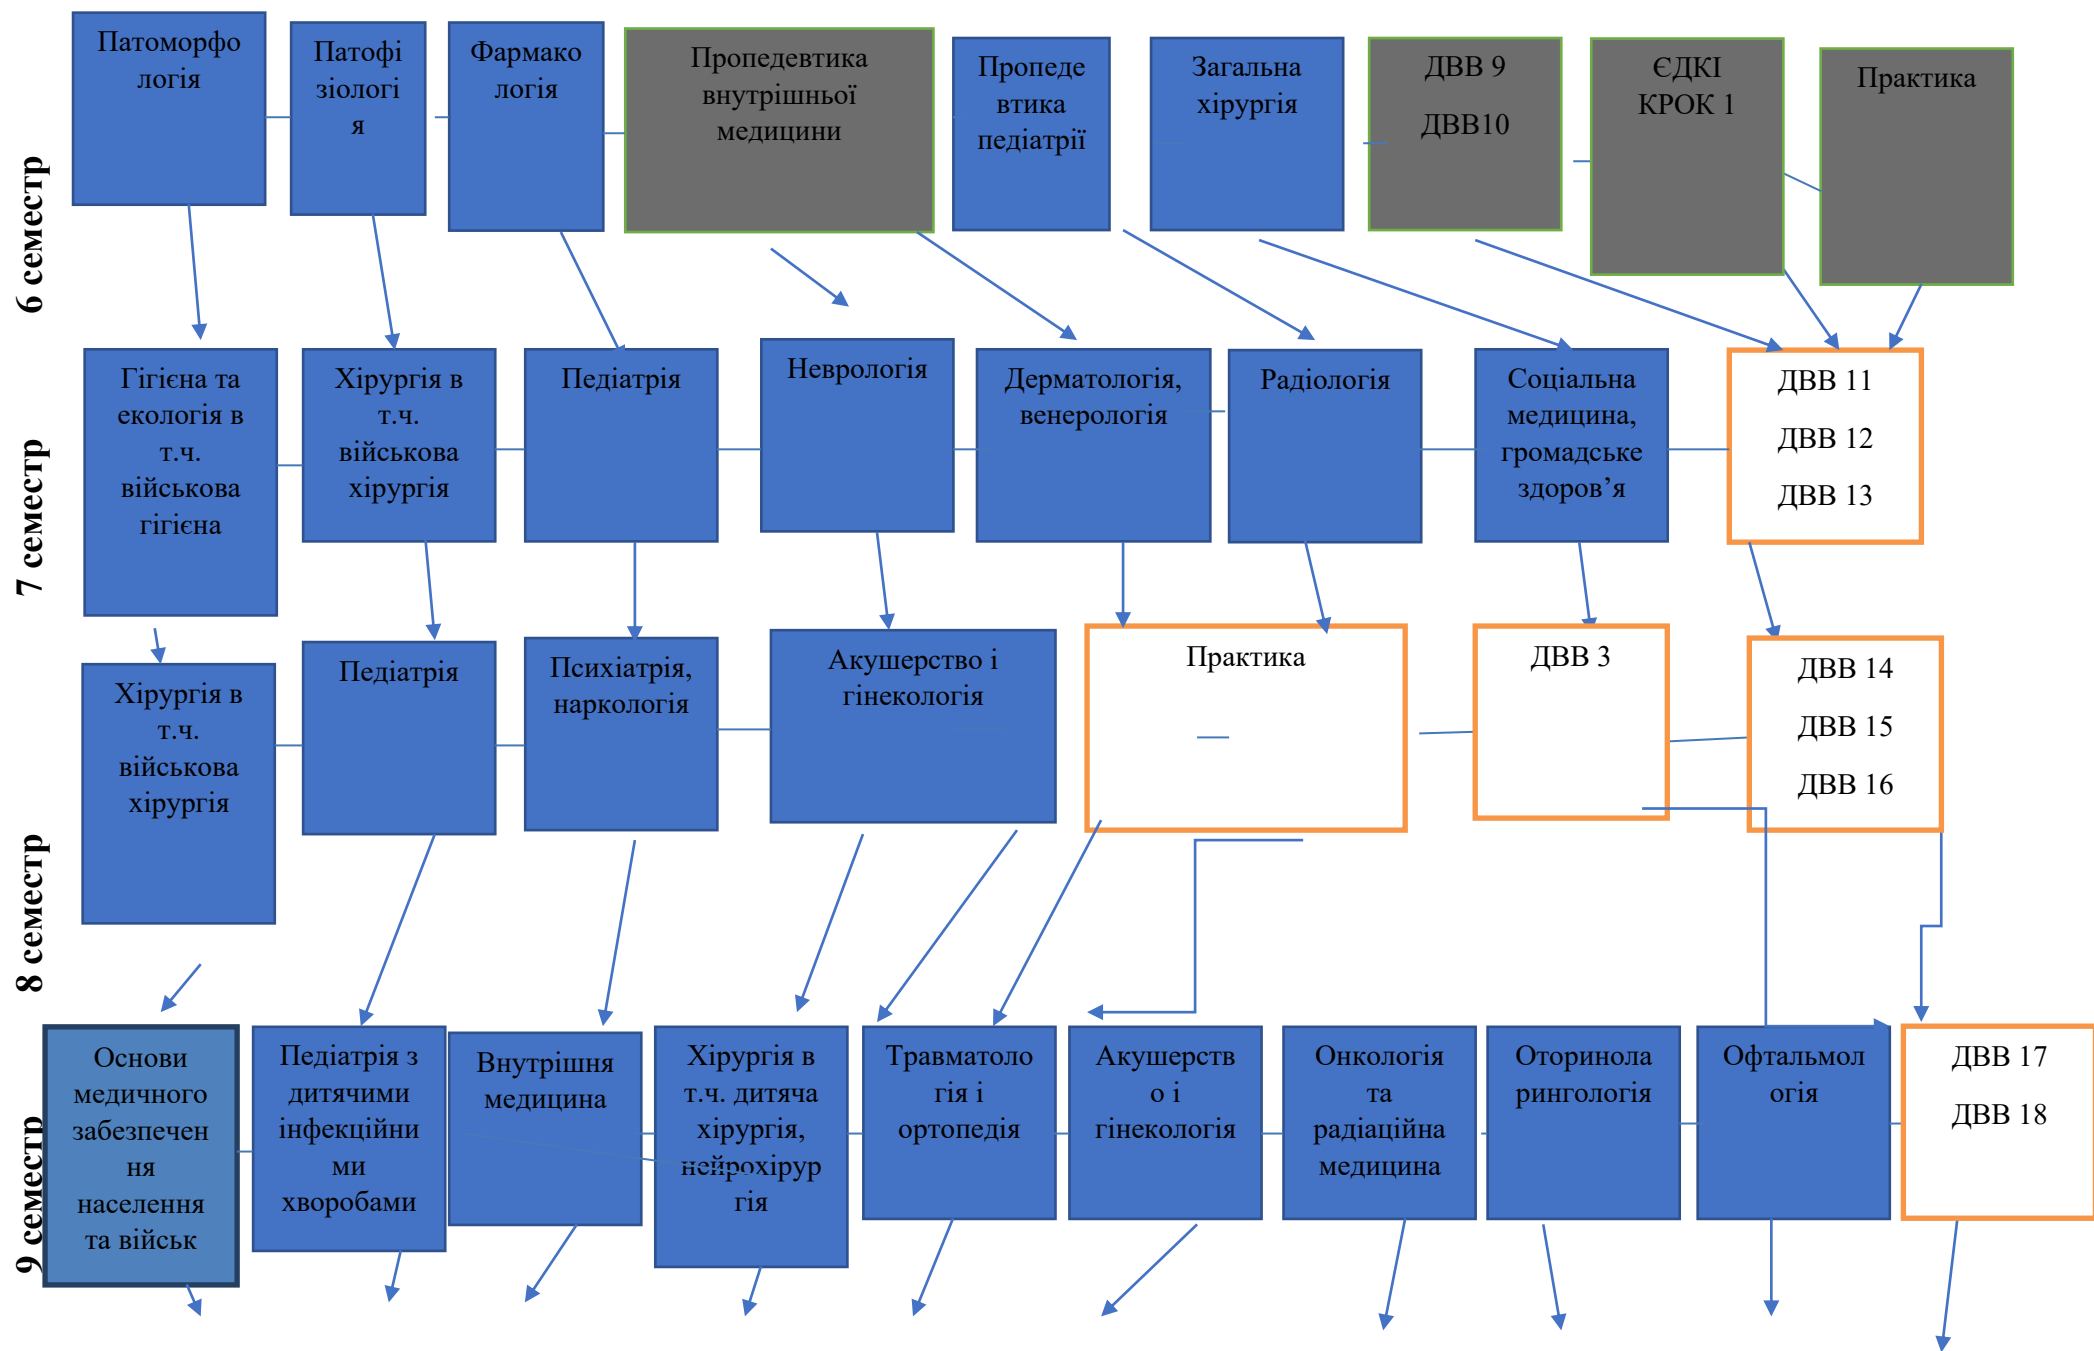 6 семестр
Патоморфо
логія
Патофі
зіологі
я
Фармако
логія
Пропедевтика
внутрішньої
медицини
Пропеде
втика
педіатрії
Загальна
хірургія
ДВВ 9
ДВВ10
ЄДКІ
КРОК 1
Практика
7 семестр
Гігієна та
екологія в
т.ч.
військова
гігієна
Хірургія в
т.ч.
військова
хірургія
Педіатрія
Неврологія
Дерматологія,
венерологія
Радіологія
Соціальна
медицина,
громадське
здоров’я
ДВВ 11
ДВВ 12
ДВВ 13
8 семестр
Хірургія в
т.ч.
військова
хірургія
Педіатрія
Психіатрія,
наркологія
Акушерство і
гінекологія
Практика
ДВВ 3
ДВВ 14
ДВВ 15
ДВВ 16
9 семестр
Основи
медичного
забезпечен
ня
населення
та військ
Педіатрія з
дитячими
інфекційни
ми
хворобами
Внутрішня
медицина
Хірургія в
т.ч. дитяча
хірургія,
нейрохірур
гія
Травматоло
гія і
ортопедія
Акушерств
о і
гінекологія
Онкологія
та
радіаційна
медицина
Оторинола
рингологія
Офтальмол
огія
ДВВ 17
ДВВ 18